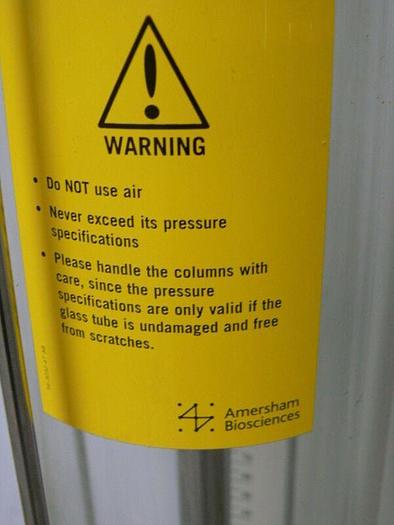 WARNING
• Do NOT use air
• Never exceed its pressure
specifications
• Please handle the columns with
care, since the pressure
specifications are only valid if the
glass tube is undamaged and free
from scratches.
Amersham
Biosciences